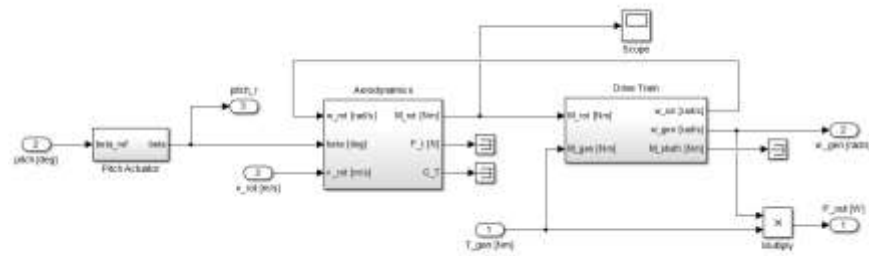 Scope
pitch_r
3
Aerodynamics
Drive Train
w_rot [rad/s]
M_rot [Nm]
M_rot [Nm]
w_rot [rad/s]
w_gen [rad/s]
2
pitch [deg]
beta_ref
beta
Pitch Actuator
beta [deg]
F_t [N]
M_gen [Nm]
M_shaft [Nm]
2
w_gen [rad/s]
3
v_rot [m/s]
v_rot [m/s]
C_T
1
T_gen [Nm]
×
Multiply
1